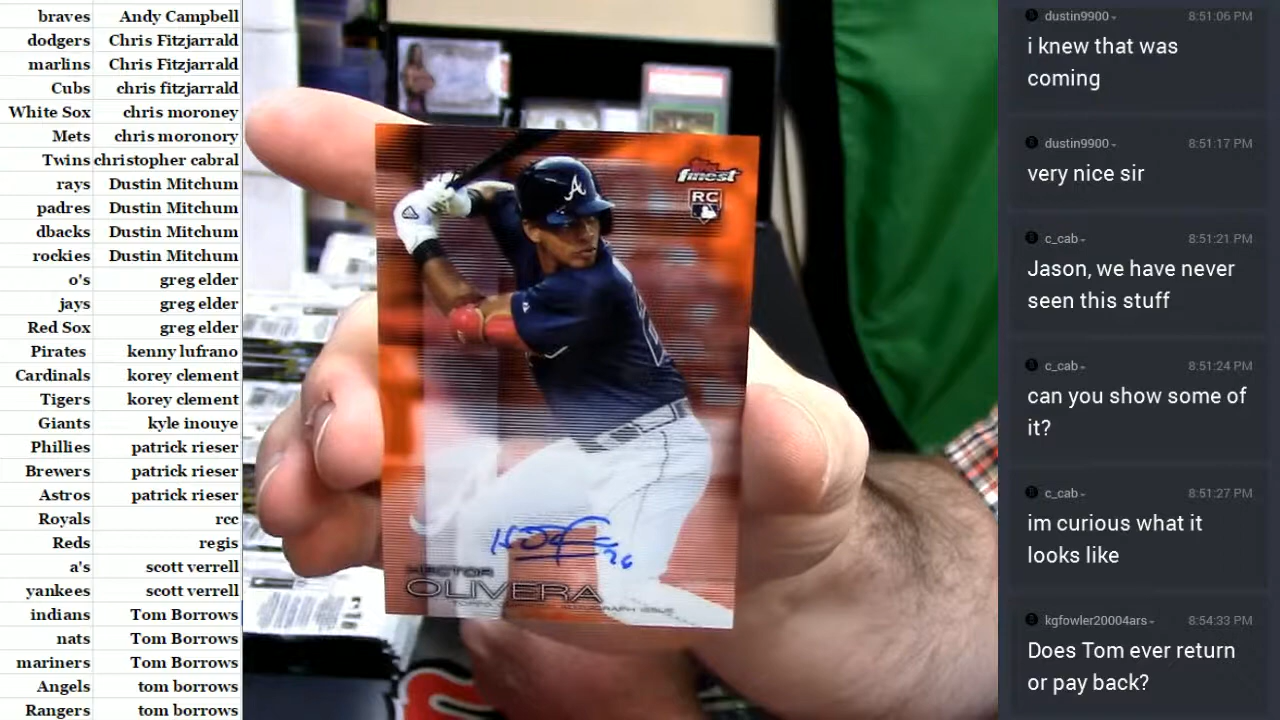 braves Andy Campbell
dodgers Chris Fitzjarrald
marlins Chris Fitzjarrald
Cubs chris fitzjarrald
White Sox chris moroney
Mets chris moronory
Twins christopher cabral
rays Dustin Mitchum
padres Dustin Mitchum
dbacks Dustin Mitchum
rockies Dustin Mitchum
o's greg elder
jays greg elder
Red Sox greg elder
Pirates kenny lufrano
Cardinals korey clement
Tigers korey clement
Giants kyle inouye
Phillies patrick rieser
Brewers patrick rieser
Astros patrick rieser
Royals rcc
Reds regis
a's scott verrell
yankees scott verrell
indians Tom Borrows
nats Tom Borrows
mariners Tom Borrows
Angels tom borrows
Rangers tom borrows
A
Topps
finest
RC
26
HECTOR
OLIVERA
dustin9900 8:51:06 PM
i knew that was
coming
dustin9900 8:51:17 PM
very nice sir
c_cab 8:51:21 PM
Jason, we have never
seen this stuff
c_cab 8:51:24 PM
can you show some of
it?
c_cab 8:51:27 PM
im curious what it
looks like
kgfowler20004ars 8:54:33 PM
Does Tom ever return
or pay back?